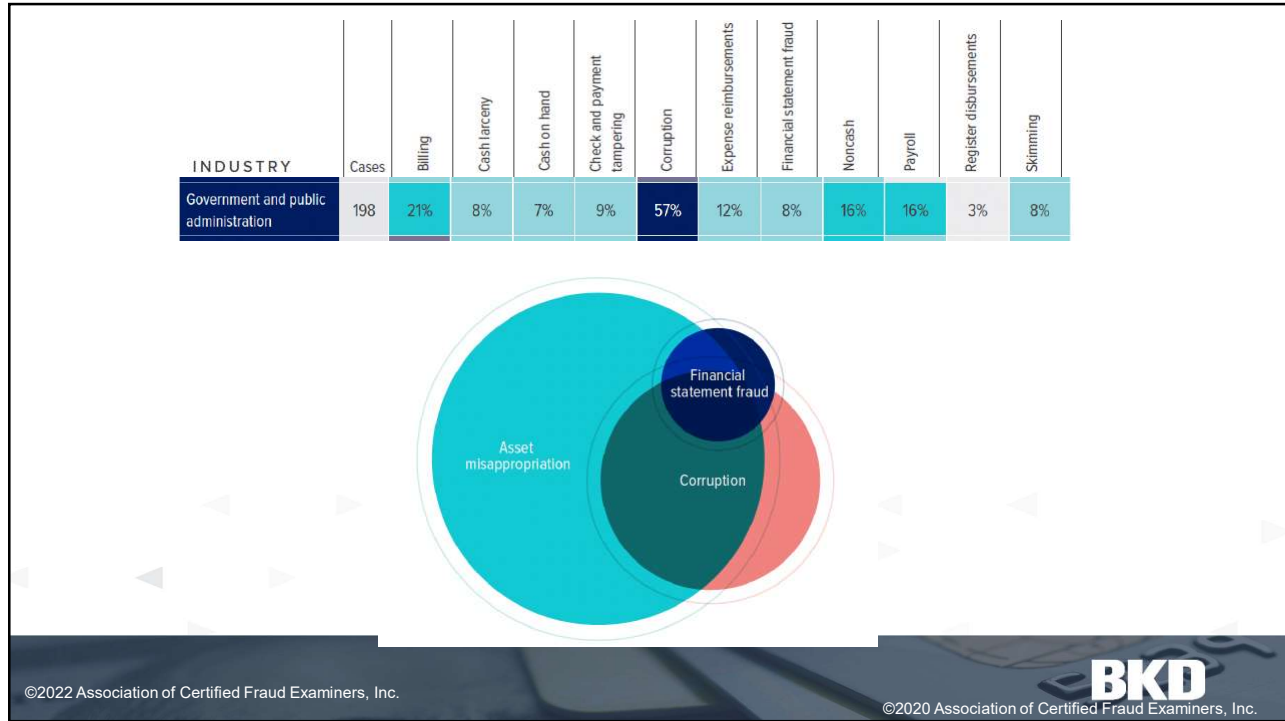 Billing
Cash larceny
Cash on hand
Check and payment
tampering
Corruption
Expense reimbursements
Financial statement fraud
Noncash
Payroll
Register disbursements
Skimming
INDUSTRY
Cases
Government and public
administration
198
21%
8%
7%
9%
57%
12%
8%
16%
16%
3%
8%
Financial
statement fraud
Asset
misappropriation
Corruption
©2022 Association of Certified Fraud Examiners, Inc.
BKD
©2020 Association of Certified Fraud Examiners, Inc.